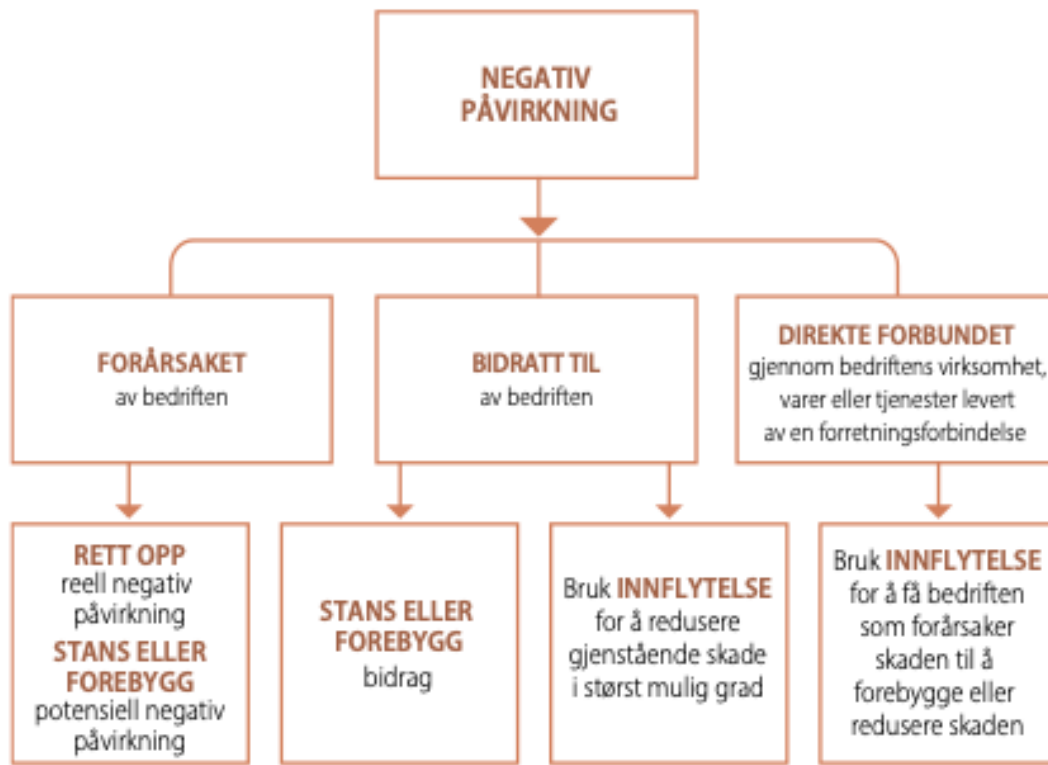 NEGATIV
PÅVIRKNING
FORÅRSAKET
av bedriften
BIDRATT TIL
av bedriften
DIREKTE FORBUNDET
gjennom bedriftens virksomhet,
varer eller tjenester levert
av en forretningsforbindelse
RETT OPP
reell negativ
påvirkning
STANS ELLER
FOREBYGG
potensiell negativ
påvirkning
STANS ELLER
FOREBYGG
bidrag
Bruk INNFLYTELSE
for å redusere
gjenstående skade
i størst mulig grad
Bruk INNFLYTELSE
for å få bedriften
som forårsaker
skaden til å
forebygge eller
redusere skaden